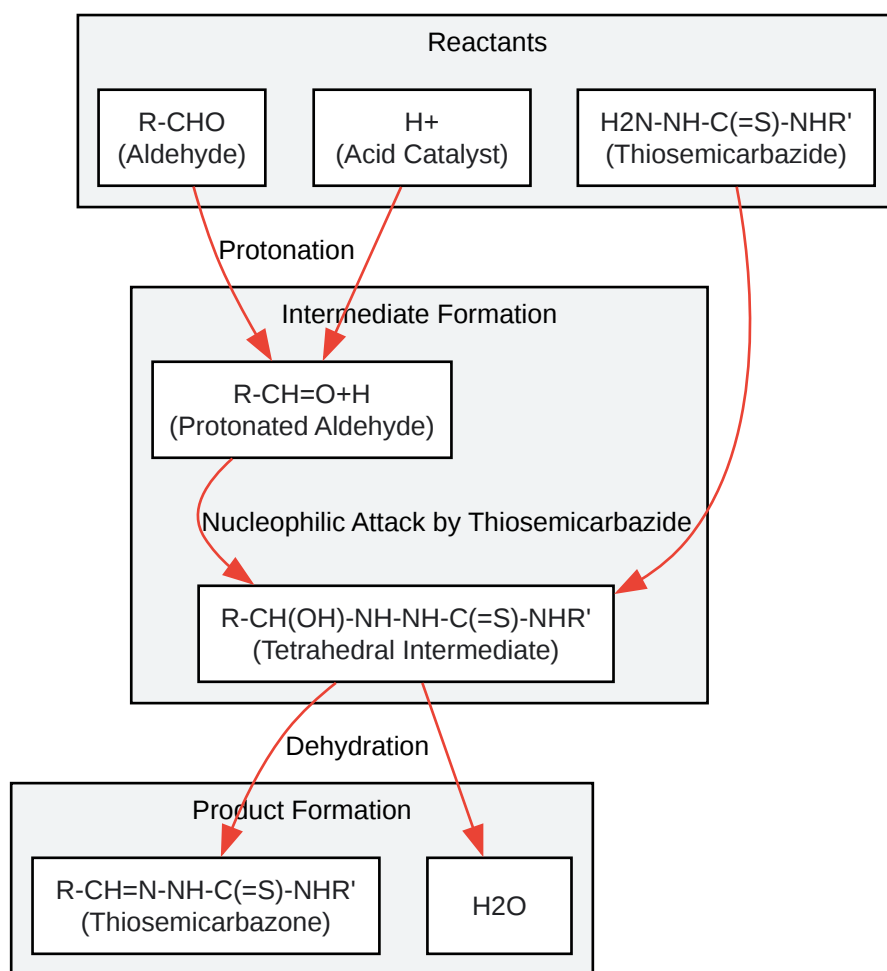 Reactants
R-CHO
(Aldehyde)
H+
(Acid Catalyst)
H2N-NH-C(=S)-NHR'
(Thiosemicarbazide)
Protonation
Intermediate Formation
R-CH=O+H
(Protonated Aldehyde)
Nucleophilic Attack by Thiosemicarbazide
R-CH(OH)-NH-NH-C(=S)-NHR'
(Tetrahedral Intermediate)
Dehydration
Product Formation
R-CH=N-NH-C(=S)-NHR'
(Thiosemicarbazone)
H2O